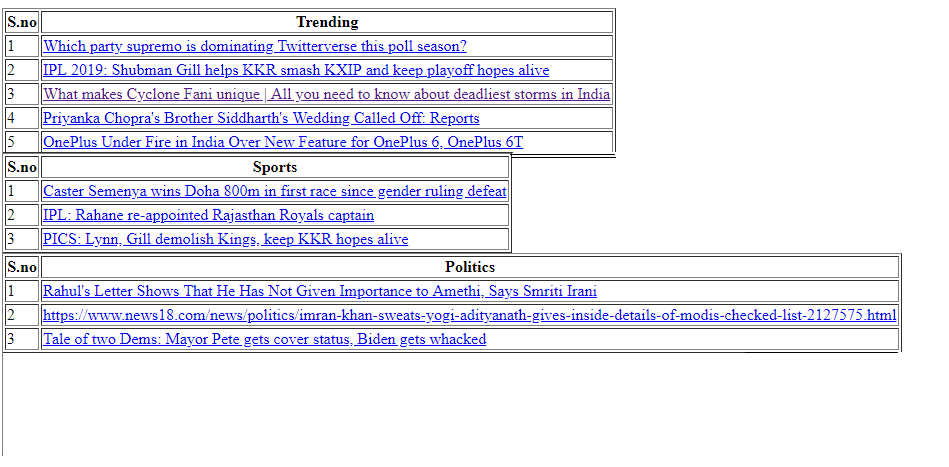 S.no Trending
1 Which party supremo is dominating Twitterverse this poll season?
2 IPL 2019: Shubman Gill helps KKR smash KXIP and keep playoff hopes alive
3 What makes Cyclone Fani unique | All you need to know about deadliest storms in India
4 Priyanka Chopra's Brother Siddharth's Wedding Called Off: Reports
5 OnePlus Under Fire in India Over New Feature for OnePlus 6, OnePlus 6T
S.no Sports
1 Caster Semenya wins Doha 800m in first race since gender ruling defeat
2 IPL: Rahane re-appointed Rajasthan Royals captain
3 PICS: Lynn, Gill demolish Kings, keep KKR hopes alive
S.no Politics
1 Rahul's Letter Shows That He Has Not Given Importance to Amethi, Says Smriti Irani
2 https://www.news18.com/news/politics/imran-khan-sweats-yogi-adityanath-gives-inside-details-of-modis-checked-list-2127575.html
3 Tale of two Dems: Mayor Pete gets cover status, Biden gets whacked